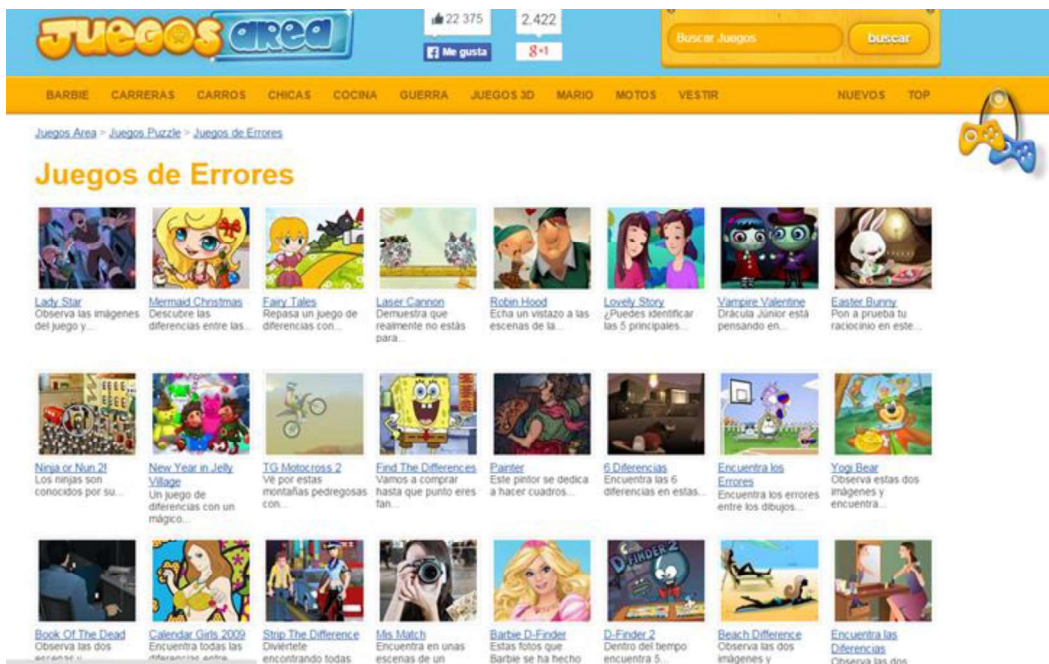 JUEGOS AREA
22 375
2.422
Me gusta
g+1
Buscar Juegos
buscar
BARBIE CARRERAS CARROS CHICAS COCINA GUERRA JUEGOS 3D MARIO MOTOS VESTIR NUEVOS TOP
Juegos Area > Juegos Puzzle > Juegos de Errores
Juegos de Errores
Lady Star
Observa las imágenes
del juego y...
Mermaid Christmas
Descubre las
diferencias entre las...
Fairy Tales
Repasa un juego de
diferencias con...
Laser Cannon
Demuestra que
realmente no estás
para...
Robin Hood
Echa un vistazo a las
escenas de la...
Lovely Story
¿Puedes identificar
las 5 principales...
Vampire Valentine
Drácula Júnior está
pensando en...
Easter Bunny
Pon a prueba tu
raciocinio en este...
Ninja or Nun 2!
Los ninjas son
conocidos por su...
New Year in Jelly
Village
Un juego de
diferencias con un
mágico...
TG Motocross 2
Vé por estas
montañas pedregosas
con...
Find The Differences
Vamos a comprar
hasta que punto eres
fan...
Painter
Este pintor se dedica
a hacer cuadros...
6 Diferencias
Encuentra las 6
diferencias en estas...
Encuentra los
Errores
Encuentra los errores
entre los dibujos...
Yogi Bear
Observa estas dos
imágenes y
encuentra...
D-FINDER 2
Book Of The Dead
Observa las dos
escenas y
Calendar Girls 2009
Encuentra todas las
diferencias entre
Strip The Difference
Diviértete
encontrando todas
Mis Match
Encuentra en unas
escenas de un
Barbie D-Finder
Estas fotos que
Barbie se ha hecho
D-Finder 2
Dentro del tiempo
encuentra 5...
Beach Difference
Observa las dos
imágenes y
Encuentra las
Diferencias
Observa las dos